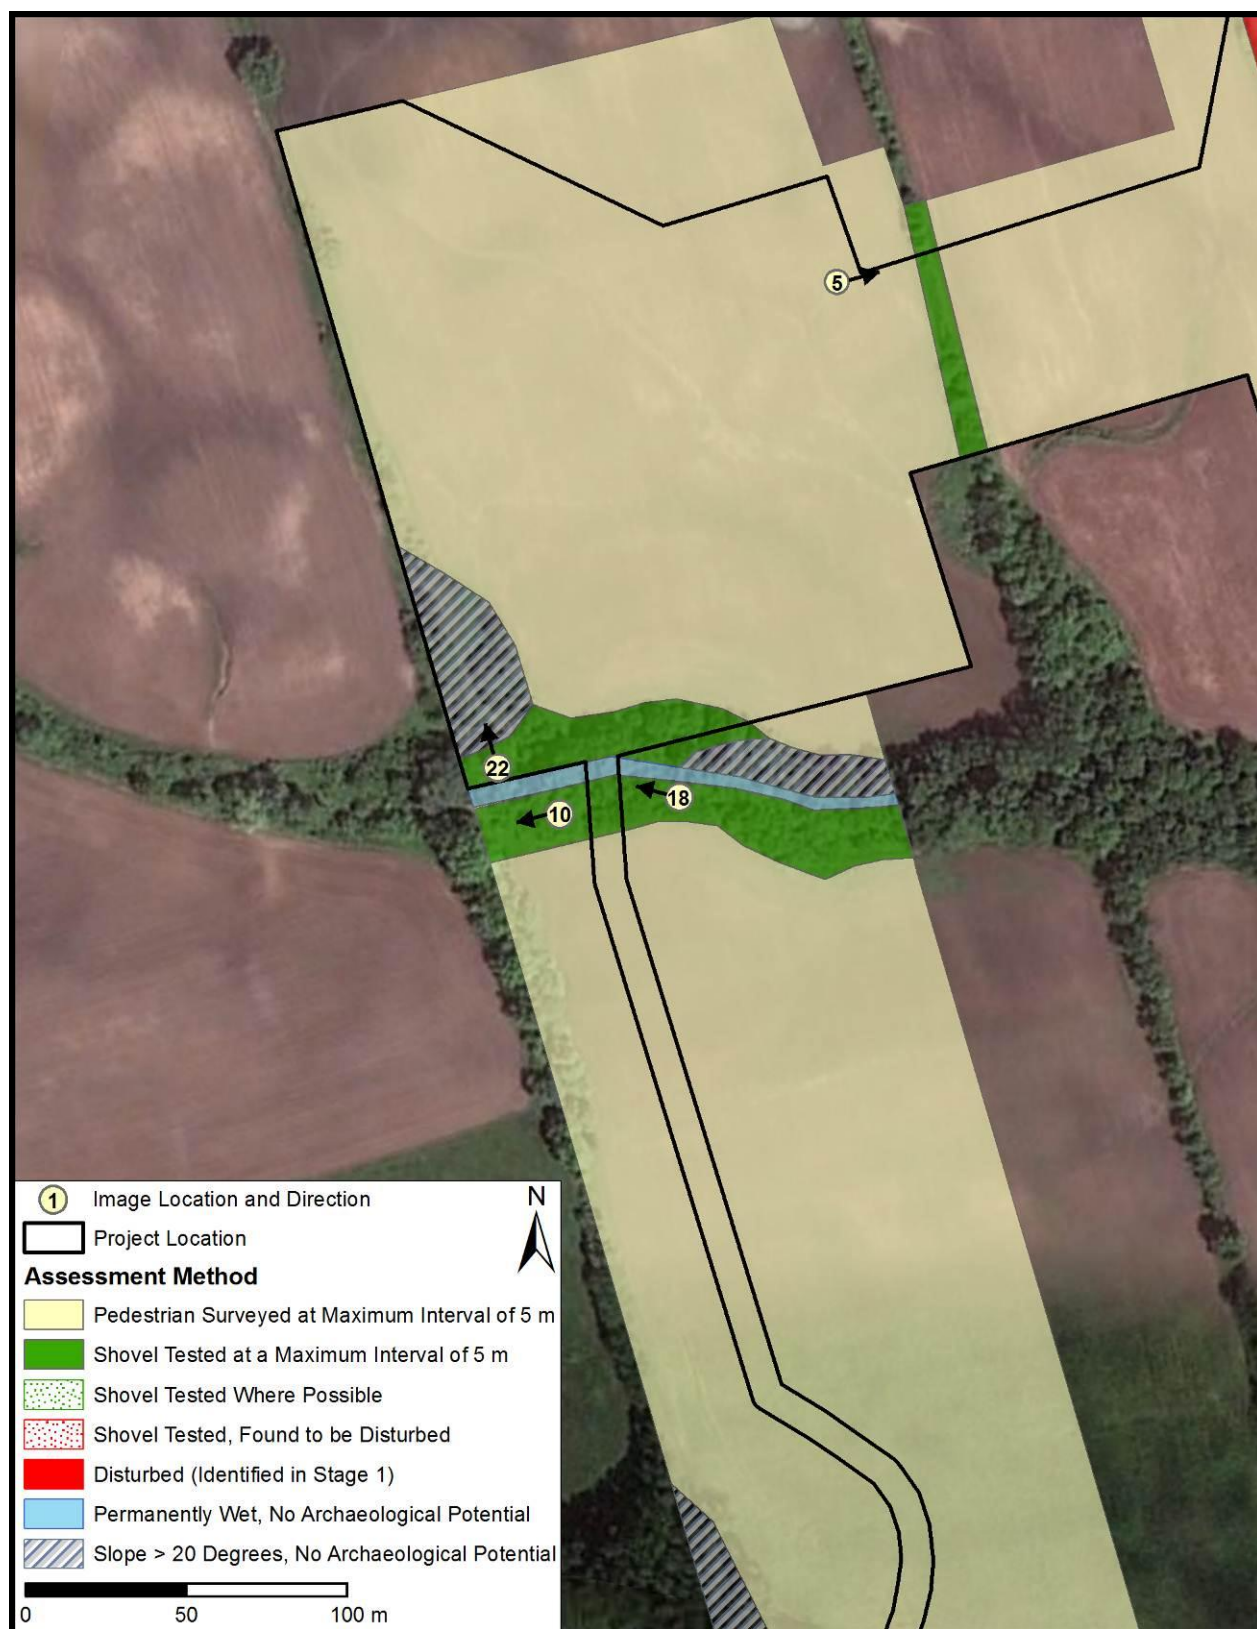 5
22
18
10
1 Image Location and Direction
N
Project Location
Assessment Method
Pedestrian Surveyed at Maximum Interval of 5 m
Shovel Tested at a Maximum Interval of 5 m
Shovel Tested Where Possible
Shovel Tested, Found to be Disturbed
Disturbed (Identified in Stage 1)
Permanently Wet, No Archaeological Potential
Slope > 20 Degrees, No Archaeological Potential
0 50 100 m